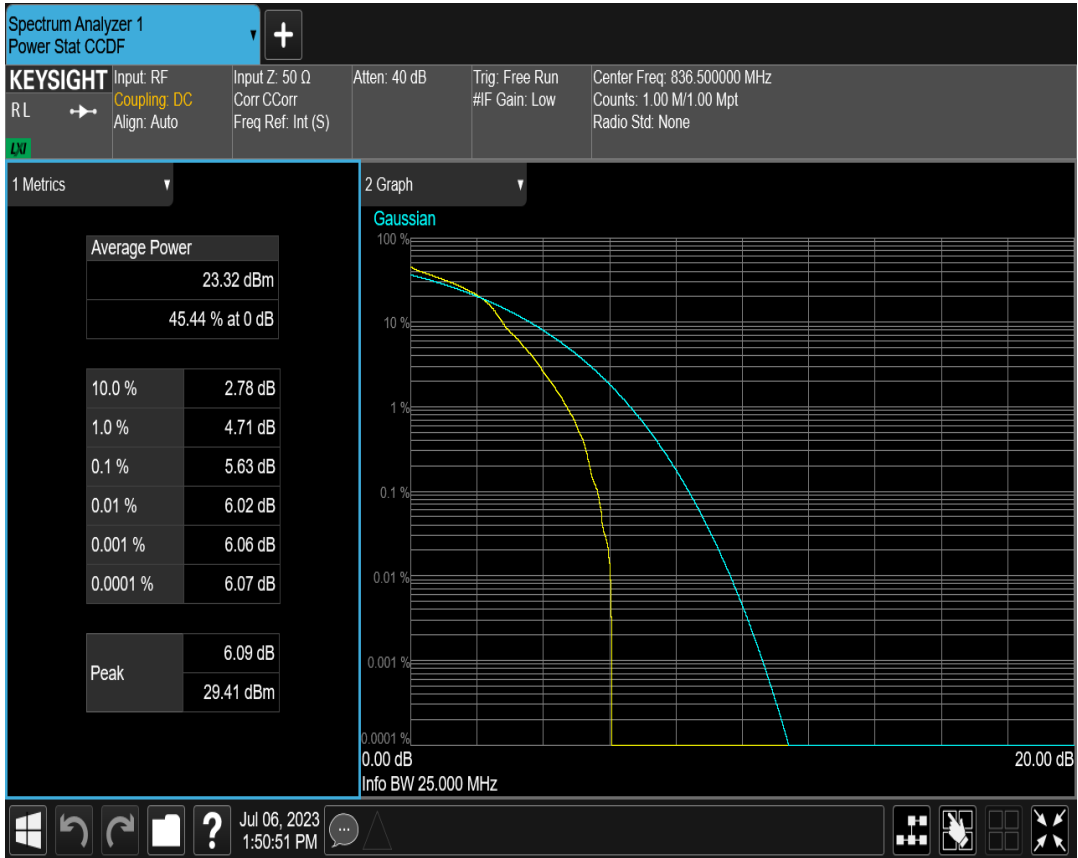 Spectrum Analyzer 1
Power Stat CCDF
KEYSIGHT
RL
LXI
Input: RF
Coupling: DC
Align: Auto
Input Z: 50 Ω
Corr CCorr
Freq Ref: Int (S)
Atten: 40 dB
Trig: Free Run
#IF Gain: Low
Center Freq: 836.500000 MHz
Counts: 1.00 M/1.00 Mpt
Radio Std: None
1 Metrics
Average Power
23.32 dBm
45.44 % at 0 dB
10.0 % 2.78 dB
1.0 % 4.71 dB
0.1 % 5.63 dB
0.01 % 6.02 dB
0.001 % 6.06 dB
0.0001 % 6.07 dB
Peak
6.09 dB
29.41 dBm
2 Graph
Gaussian
100 %
10 %
1 %
0.1 %
0.01 %
0.001 %
0.0001 %
0.00 dB 20.00 dB
Info BW 25.000 MHz
Jul 06, 2023
1:50:51 PM